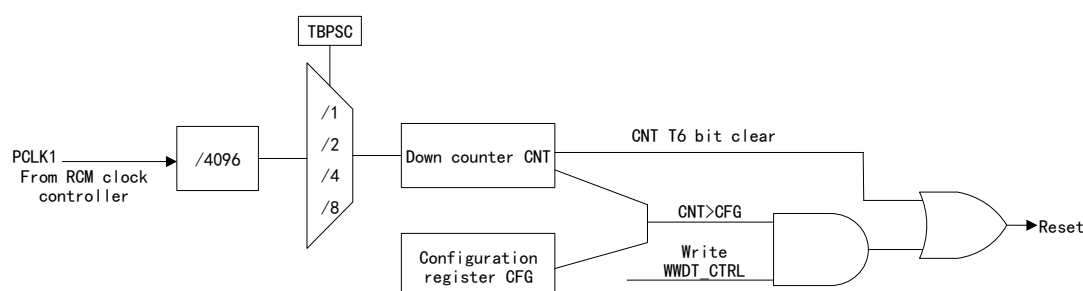 TBPSC
/1
/2
/4
/8
PCLK1
From RCM clock
controller
/4096
Down counter CNT
CNT T6 bit clear
CNT>CFG
Configuration
register CFG
Write
WWDT_CTRL
Reset